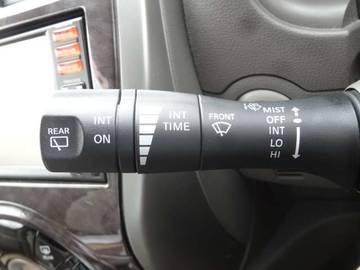 REAR
INT
ON
INT
TIME
FRONT
MIST
OFF
INT
LO
HI